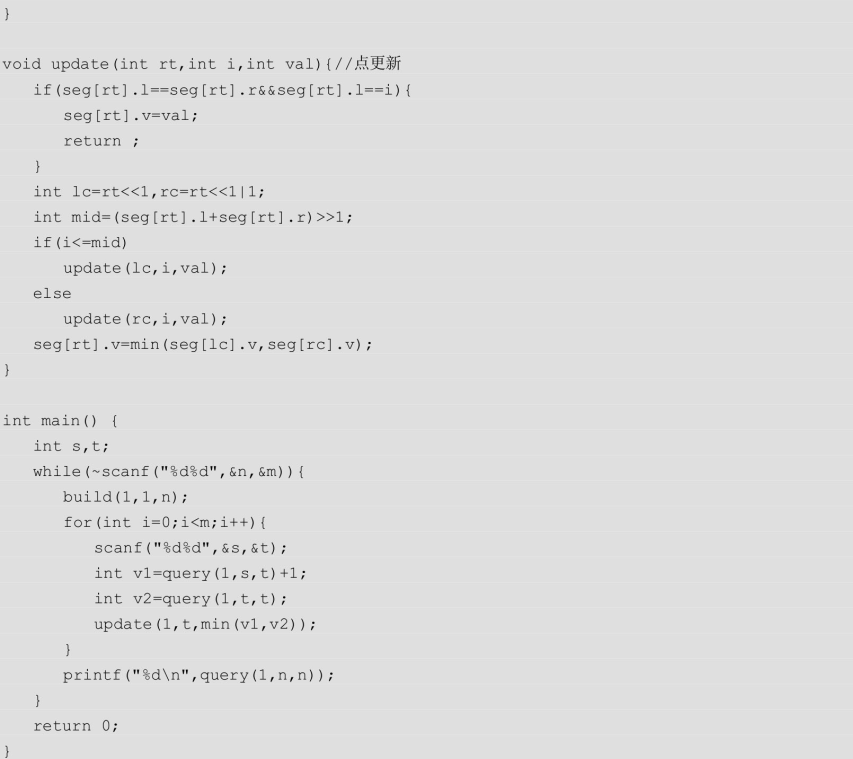 }
void update(int rt,int i,int val){//点更新
if(seg[rt].l==seg[rt].r&&seg[rt].l==i){
seg[rt].v=val;
return ;
}
int lc=rt<<1,rc=rt<<1|1;
int mid=(seg[rt].l+seg[rt].r)>>1;
if(i<=mid)
update(lc,i,val);
else
update(rc,i,val);
seg[rt].v=min(seg[lc].v,seg[rc].v);
}
int main() {
int s,t;
while(~scanf("%d%d",&n,&m)){
build(1,1,n);
for(int i=0;i<m;i++){
scanf("%d%d",&s,&t);
int v1=query(1,s,t)+1;
int v2=query(1,t,t);
update(1,t,min(v1,v2));
}
printf("%d\n",query(1,n,n));
}
return 0;
}